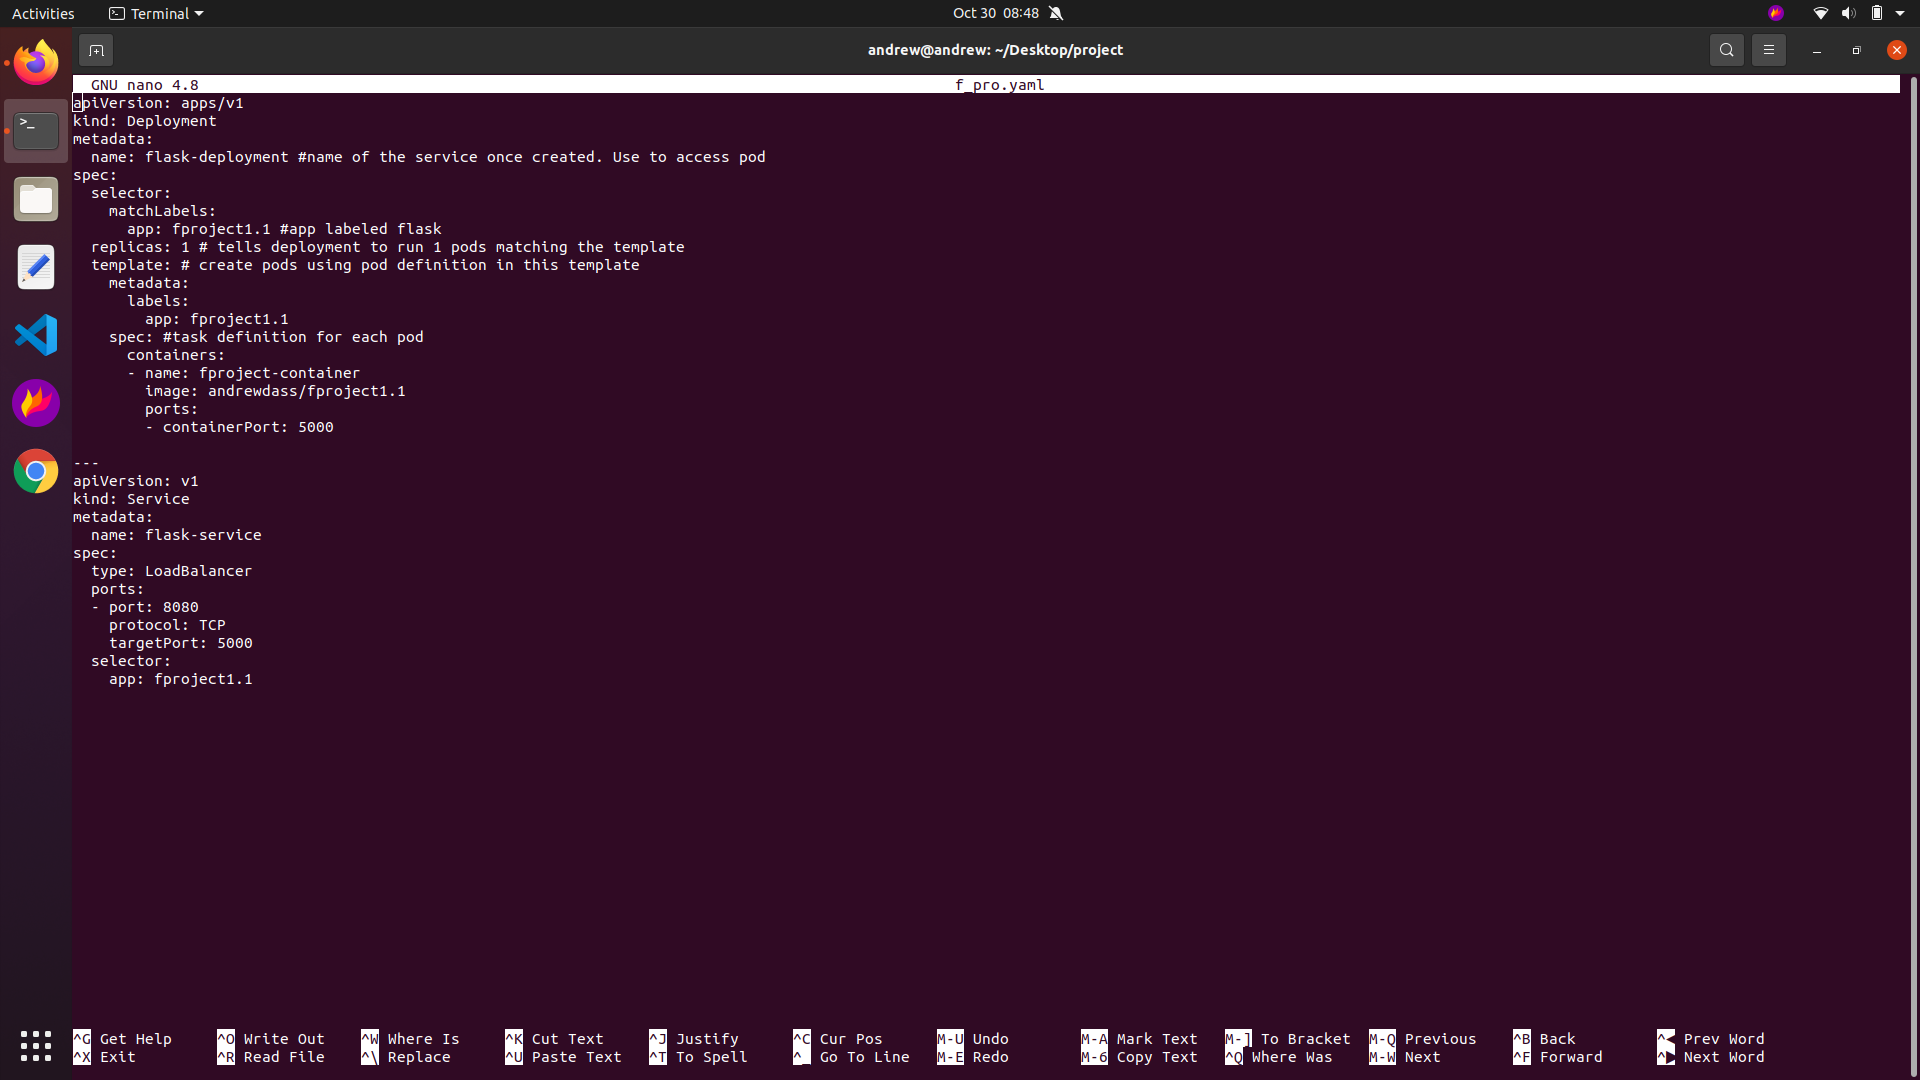 Activities
Terminal
Oct 30 08:48
andrew@andrew: ~/Desktop/project
GNU nano 4.8
f_pro.yaml
apiVersion: apps/v1
kind: Deployment
metadata:
  name: flask-deployment #name of the service once created. Use to access pod
spec:
  selector:
    matchLabels:
      app: fproject1.1 #app labeled flask
  replicas: 1 # tells deployment to run 1 pods matching the template
  template: # create pods using pod definition in this template
    metadata:
      labels:
        app: fproject1.1
    spec: #task definition for each pod
      containers:
      - name: fproject-container
        image: andrewdass/fproject1.1
        ports:
        - containerPort: 5000
---
apiVersion: v1
kind: Service
metadata:
  name: flask-service
spec:
  type: LoadBalancer
  ports:
  - port: 8080
    protocol: TCP
    targetPort: 5000
  selector:
    app: fproject1.1
^G Get Help ^O Write Out ^W Where Is ^K Cut Text ^J Justify ^C Cur Pos M-U Undo M-A Mark Text M-] To Bracket M-Q Previous ^B Back ^◀ Prev Word
^X Exit ^R Read File ^\ Replace ^U Paste Text ^T To Spell ^_ Go To Line M-E Redo M-6 Copy Text ^Q Where Was M-W Next ^F Forward ^▶ Next Word